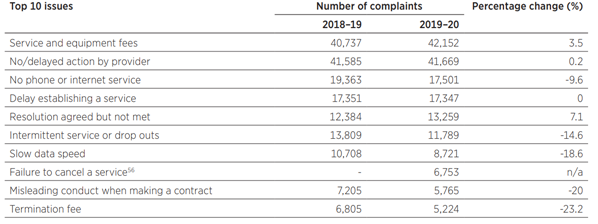 Top 10 issues Number of complaints Percentage change (%)
2018–19 2019–20
Service and equipment fees 40,737 42,152 3.5
No/delayed action by provider 41,585 41,669 0.2
No phone or internet service 19,363 17,501 -9.6
Delay establishing a service 17,351 17,347 0
Resolution agreed but not met 12,384 13,259 7.1
Intermittent service or drop outs 13,809 11,789 -14.6
Slow data speed 10,708 8,721 -18.6
Failure to cancel a service⁵⁶ - 6,753 n/a
Misleading conduct when making a contract 7,205 5,765 -20
Termination fee 6,805 5,224 -23.2